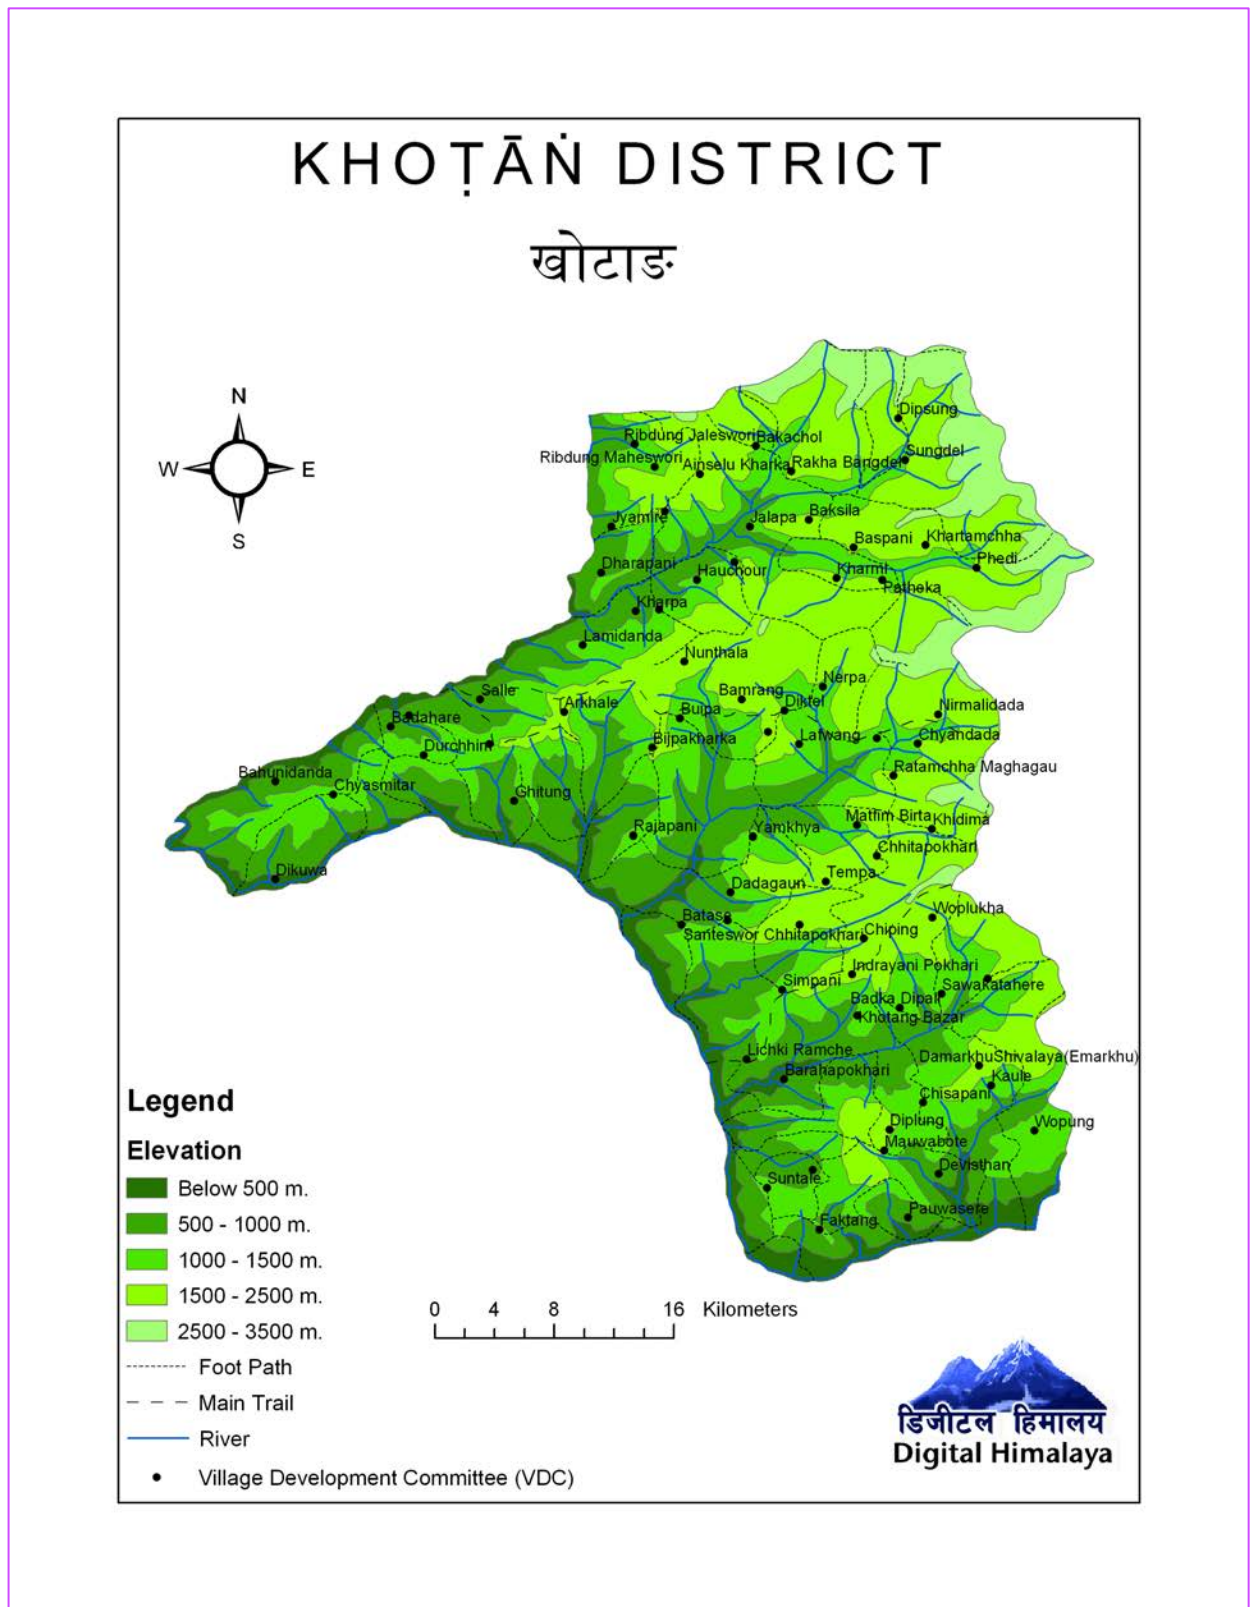 KHOṬĀṄ DISTRICT
खोटाङ
N
W
E
S
Dipsung
Ribdung Jaleswori
Bakachol
Ribdung Maheswori
Ainselu Kharka
Rakha Bangdel
Sungdel
Jyamire
Jalapa
Baksila
Baspani
Khartamchha
Dharapani
Hauchour
Kharmi
Phedi
Patheka
Kharpa
Lamidanda
Nunthala
Nerpa
Salle
Arkhale
Bamrang
Diktel
Buipa
Nirmalidada
Badahare
Durchhim
Bijpakharka
Lafwang
Chyandada
Bahunidanda
Chyasmitar
Ghitung
Ratamchha Maghagau
Rajapani
Yamkhya
Matim Birta
Khidima
Chhitapokhari
Dikuwa
Dadagaun
Tempa
Batase
Woplukha
Santeswor Chhitapokhari
Chiping
Simpani
Indrayani Pokhari
Badka Dipali
Sawakatahere
Khotang Bazar
Lichki Ramche
Barahapokhari
DamarkhuShivalaya(Emarkhu)
Kaule
Chisapani
Diplung
Wopung
Mauwabote
Suntale
Devisthan
Faktang
Pauwasere
Legend
Elevation
Below 500 m.
500 - 1000 m.
1000 - 1500 m.
1500 - 2500 m.
2500 - 3500 m.
Foot Path
Main Trail
River
Village Development Committee (VDC)
0 4 8 16 Kilometers
डिजीटल हिमालय
Digital Himalaya